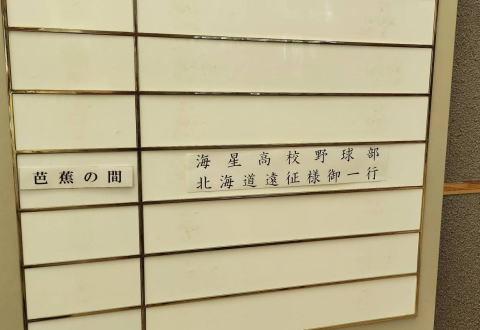 芭蕉の間
海星高校野球部
北海道遠征様御一行